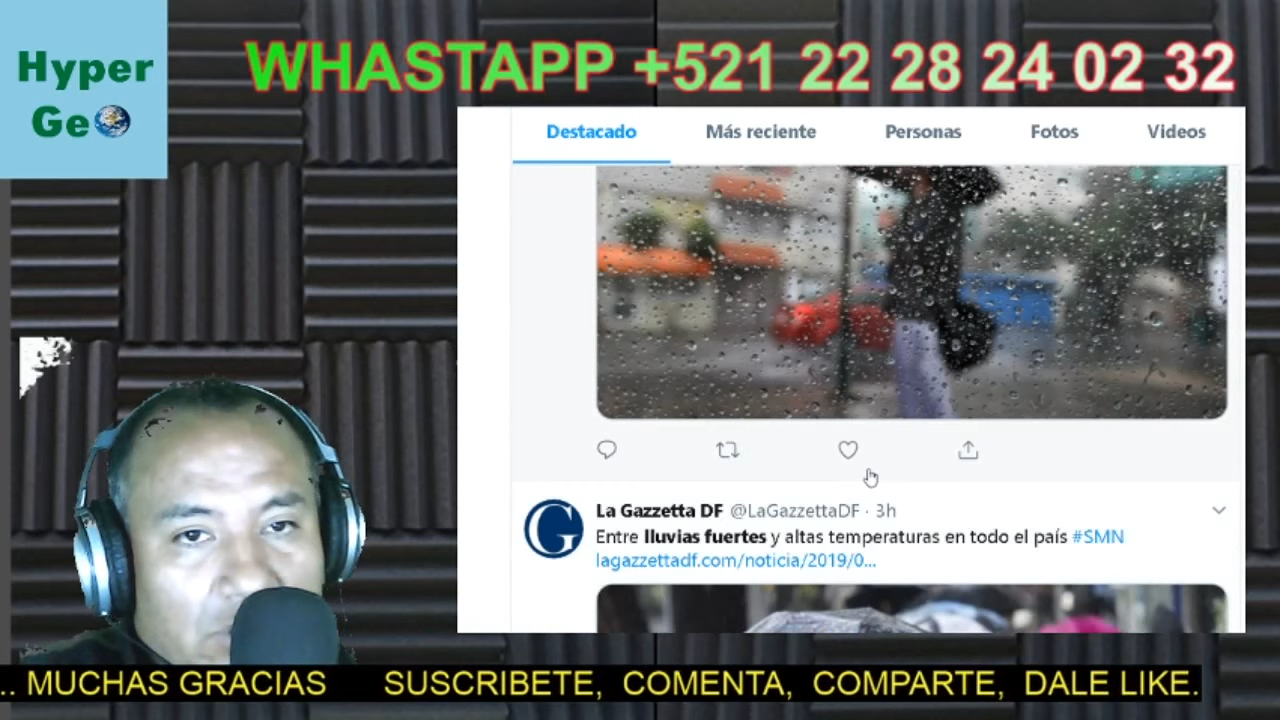 Hyper
Ge
WHASTAPP +521 22 28 24 02 32
Destacado Más reciente Personas Fotos Videos
G
La Gazzetta DF @LaGazzettaDF · 3h
Entre lluvias fuertes y altas temperaturas en todo el país #SMN
lagazzettadf.com/noticia/2019/0...
.. MUCHAS GRACIAS SUSCRIBETE, COMENTA, COMPARTE, DALE LIKE.